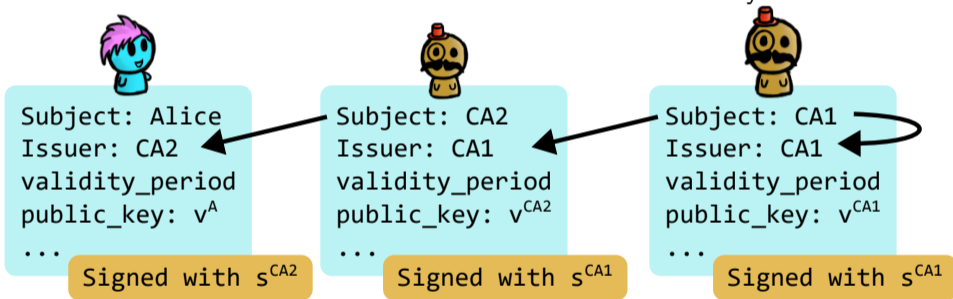 Subject: Alice
Issuer: CA2
validity_period
public_key: v^A
...
Signed with s^CA2
Subject: CA2
Issuer: CA1
validity_period
public_key: v^CA2
...
Signed with s^CA1
Subject: CA1
Issuer: CA1
validity_period
public_key: v^CA1
...
Signed with s^CA1